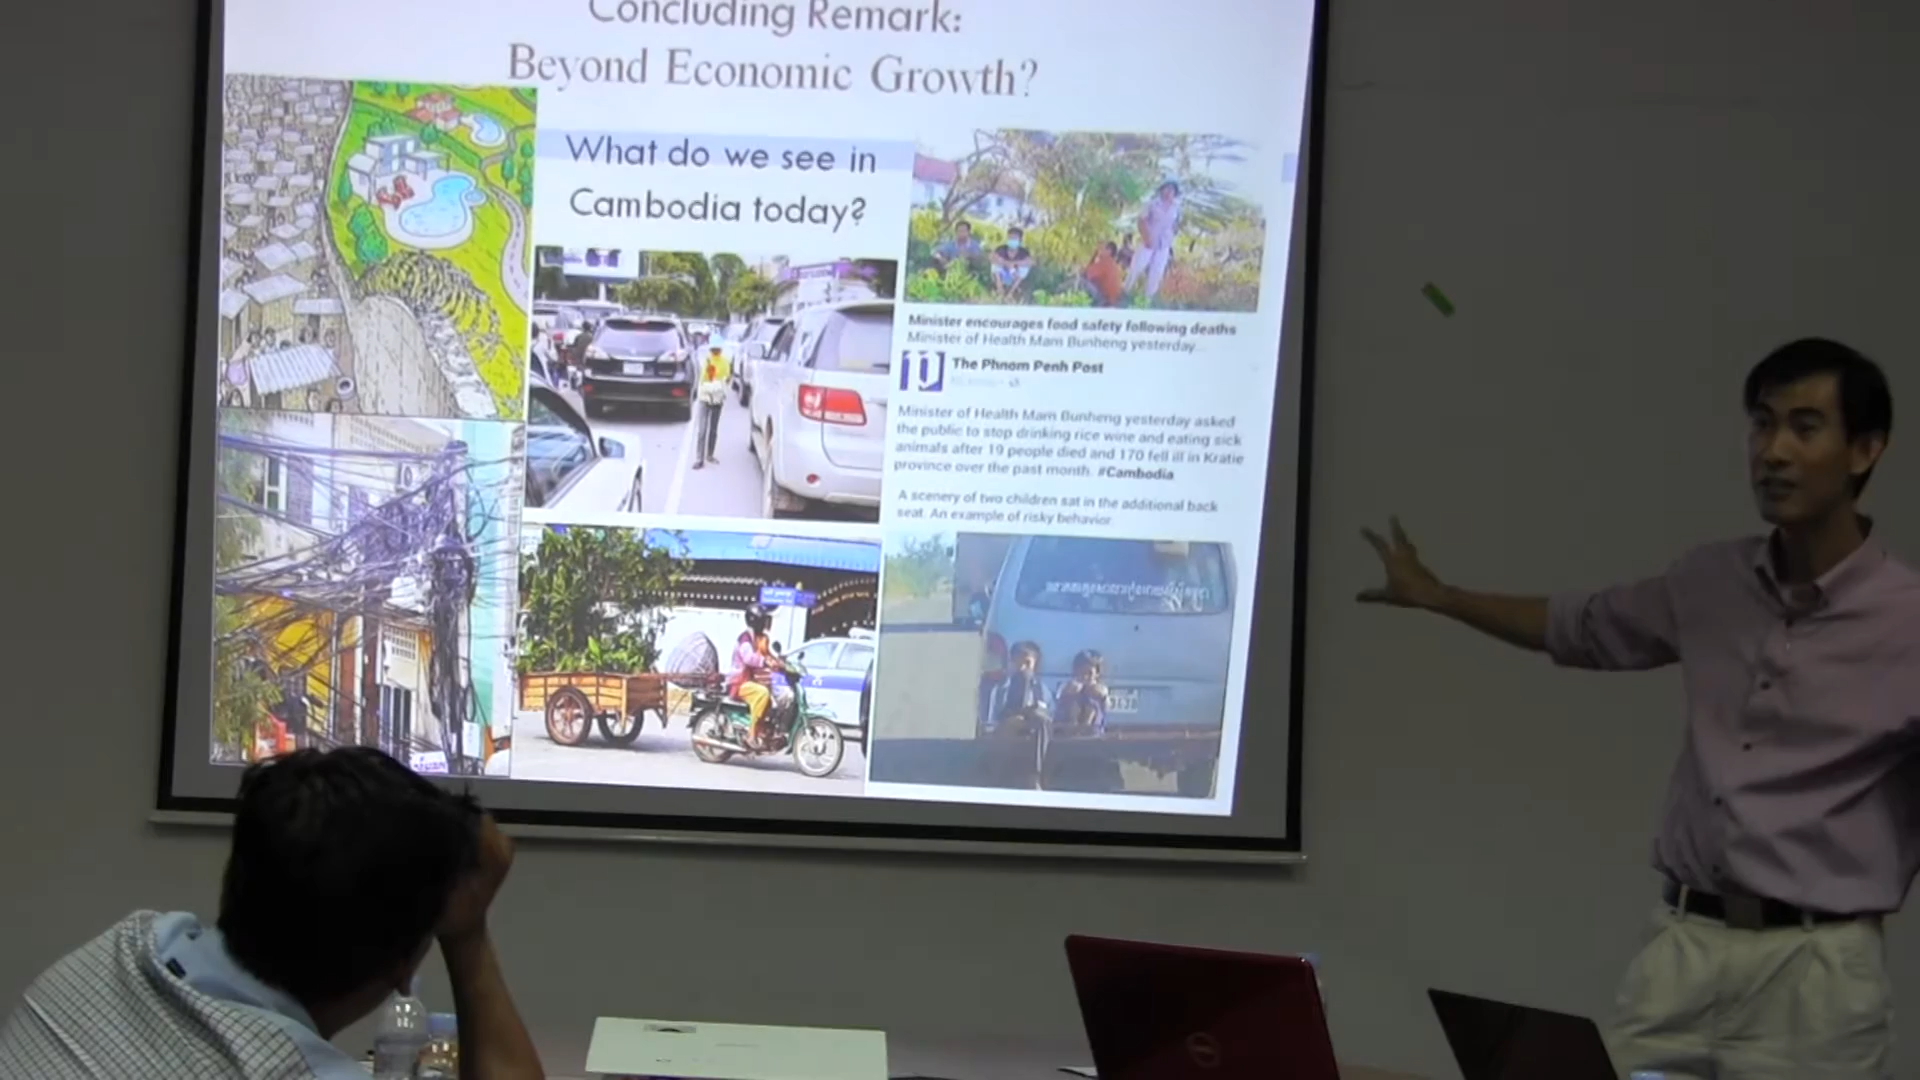 Concluding Remark:
Beyond Economic Growth?
What do we see in
Cambodia today?
Minister encourages food safety following deaths
Minister of Health Mam Bunheng yesterday...
The Phnom Penh Post
Minister of Health Mam Bunheng yesterday asked
the public to stop drinking rice wine and eating sick
animals after 19 people died and 170 fell ill in Kratie
province over the past month. #Cambodia
A scenery of two children sat in the additional back
seat. An example of risky behavior.